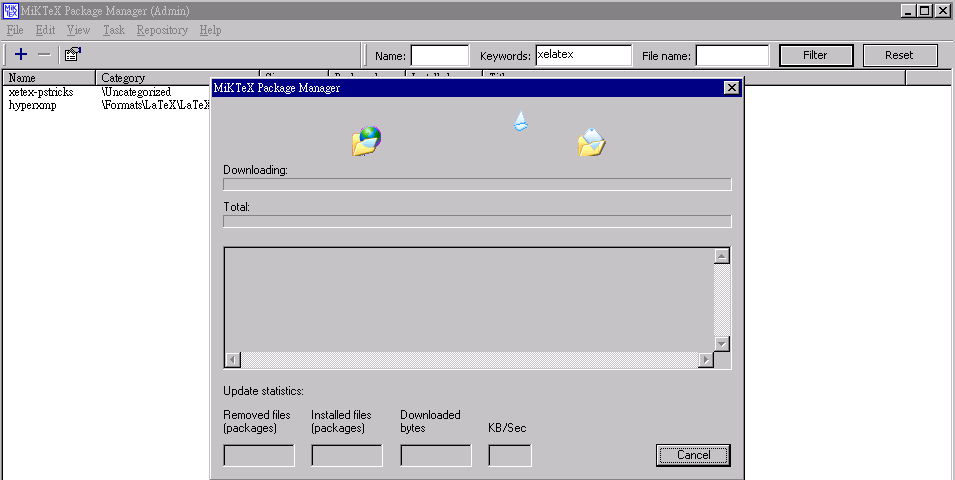 MiKTeX Package Manager (Admin)
File Edit View Task Repository Help
Name: Keywords: xelatex File name: Filter Reset
Name Category
xetex-pstricks \Uncategorized
hyperxmp \Formats\LaTeX\LaTeX
MiKTeX Package Manager
Downloading:
Total:
Update statistics:
Removed files (packages)
Installed files (packages)
Downloaded bytes
KB/Sec
Cancel